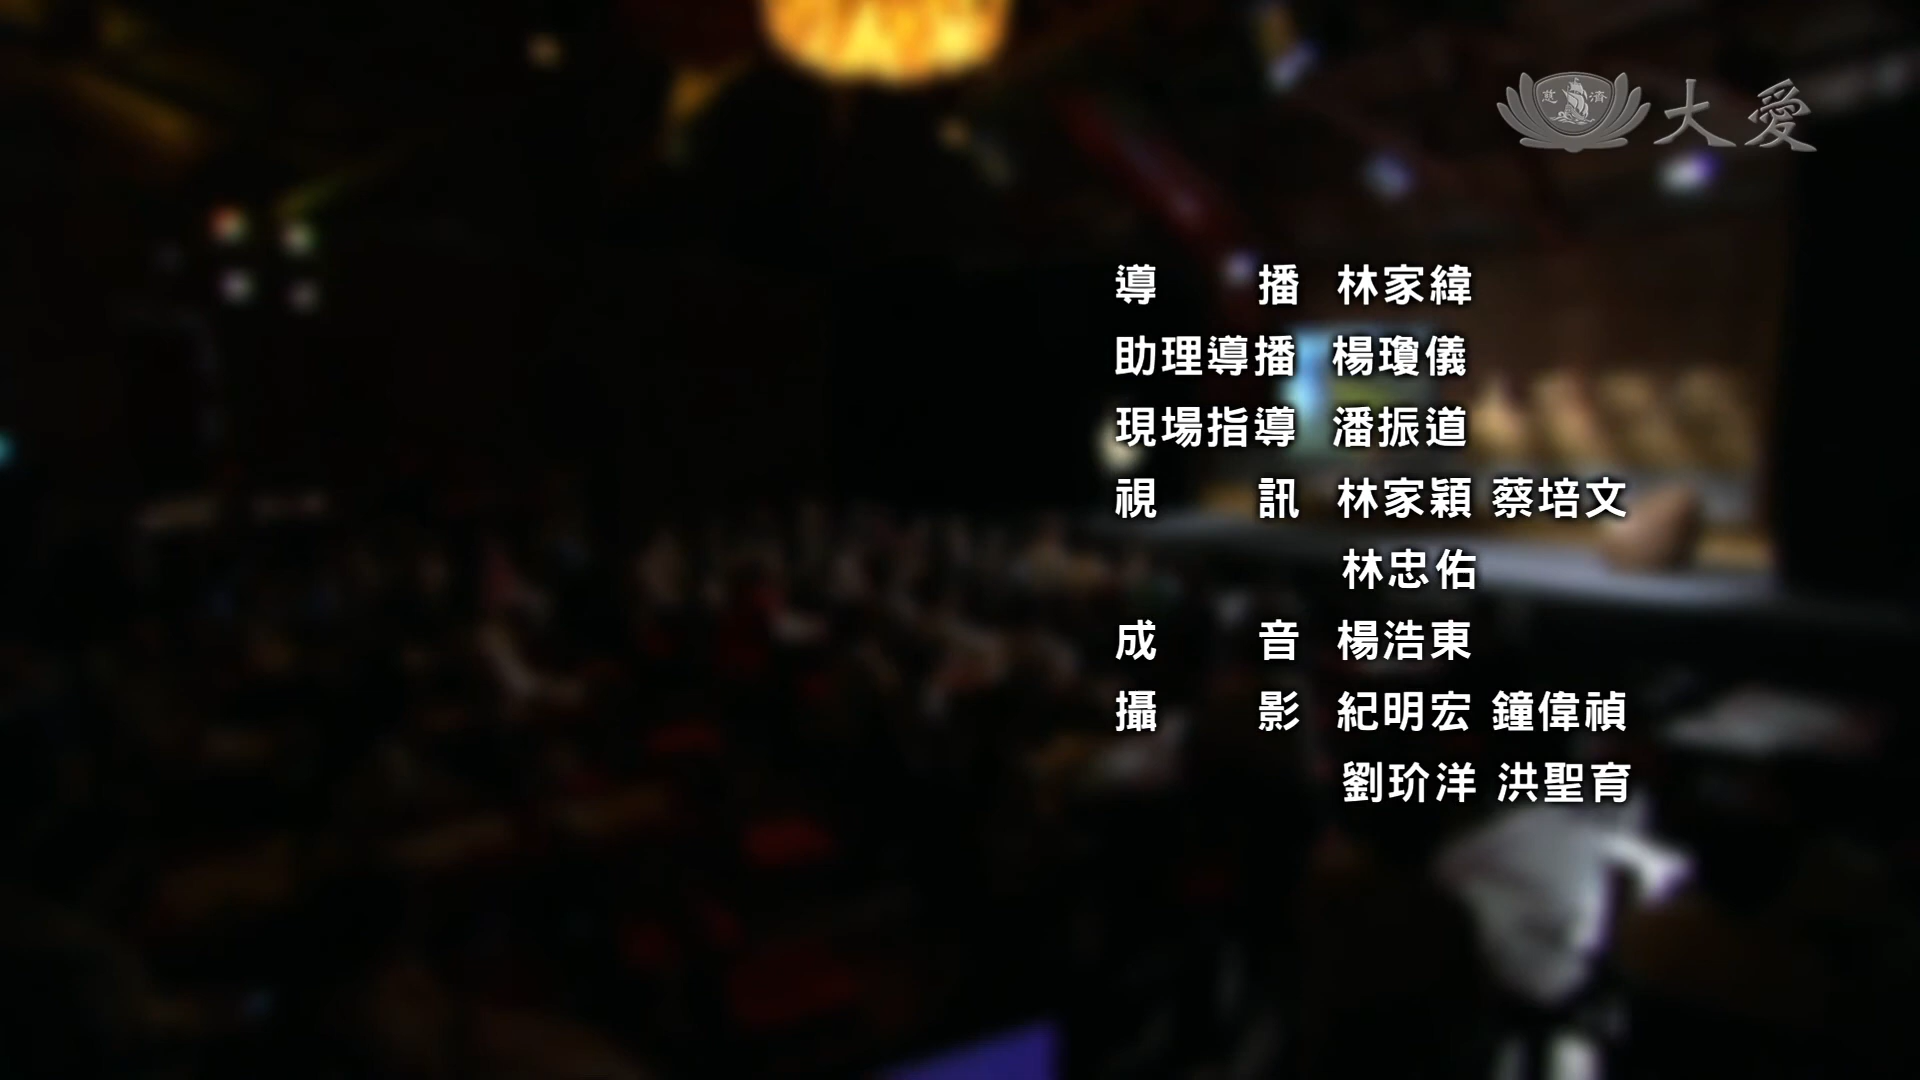 慈濟 大愛
導 播 林家緯
助理導播 楊瓊儀
現場指導 潘振道
視 訊 林家穎 蔡培文
林忠佑
成 音 楊浩東
攝 影 紀明宏 鐘偉禎
劉玠洋 洪聖育